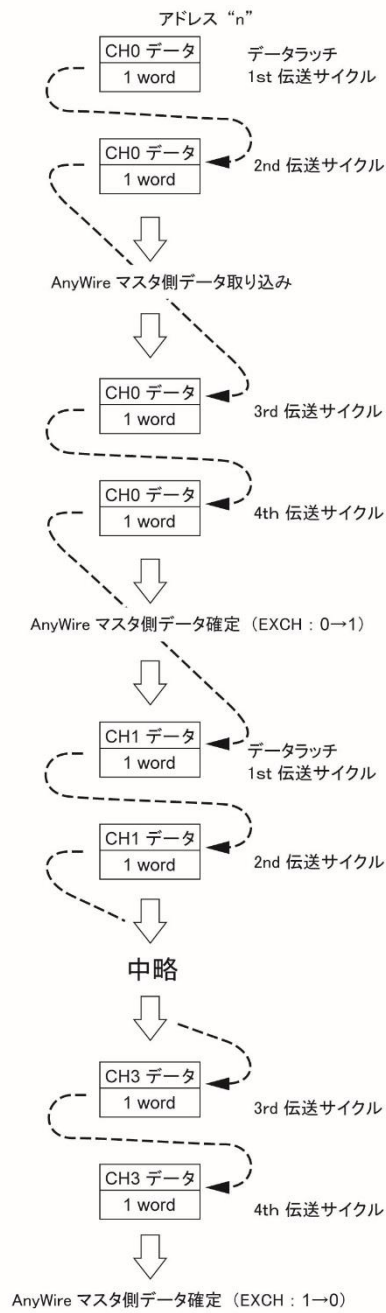 アドレス “n”
CH0 データ
1 word
データラッチ
1st 伝送サイクル
CH0 データ
1 word
2nd 伝送サイクル
AnyWire マスタ側データ取り込み
CH0 データ
1 word
3rd 伝送サイクル
CH0 データ
1 word
4th 伝送サイクル
AnyWire マスタ側データ確定（EXCH：0→1）
CH1 データ
1 word
データラッチ
1st 伝送サイクル
CH1 データ
1 word
2nd 伝送サイクル
中略
CH3 データ
1 word
3rd 伝送サイクル
CH3 データ
1 word
4th 伝送サイクル
AnyWire マスタ側データ確定（EXCH：1→0）